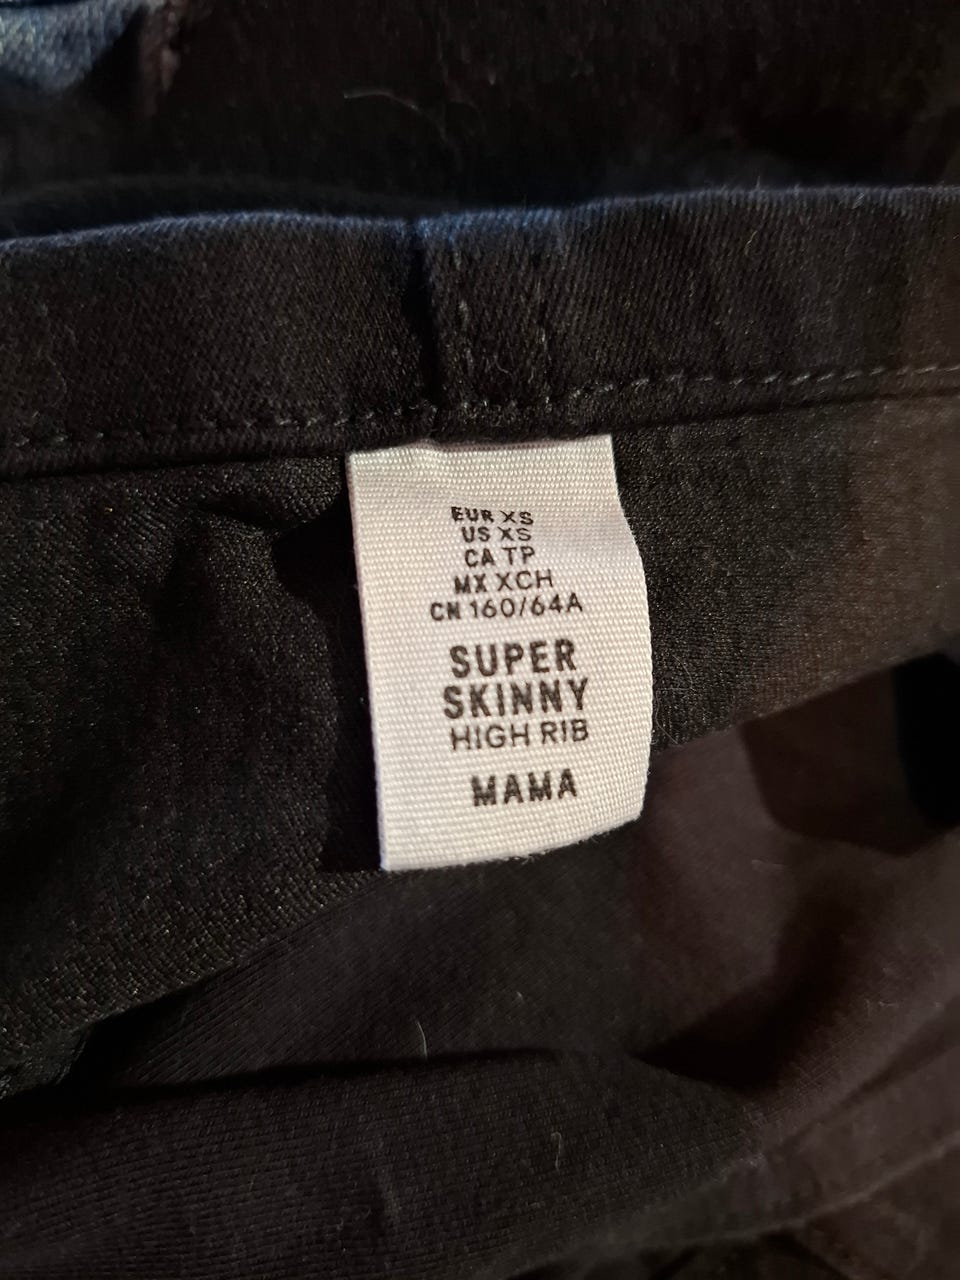 EUR XS
US XS
CA TP
MX XCH
CN 160/64A
SUPER
SKINNY
HIGH RIB
MAMA